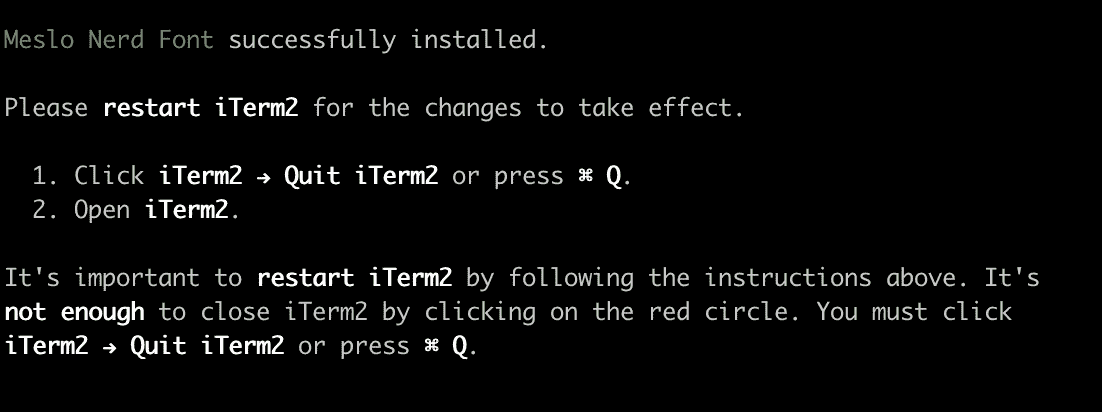 Meslo Nerd Font successfully installed.
Please restart iTerm2 for the changes to take effect.
1. Click iTerm2 → Quit iTerm2 or press ⌘ Q.
2. Open iTerm2.
It's important to restart iTerm2 by following the instructions above. It's
not enough to close iTerm2 by clicking on the red circle. You must click
iTerm2 → Quit iTerm2 or press ⌘ Q.